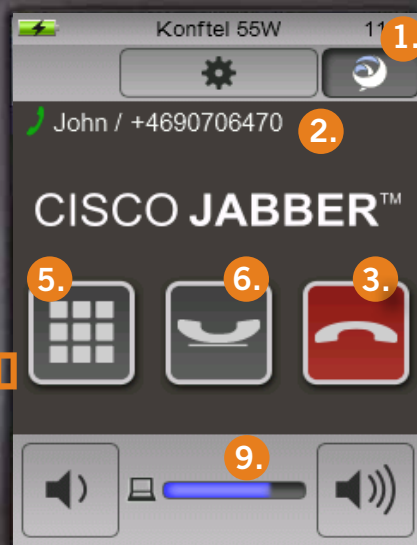 Konftel 55W 11
1.
John / +4690706470 2.
CISCO JABBER™
5. 6. 3.
9.